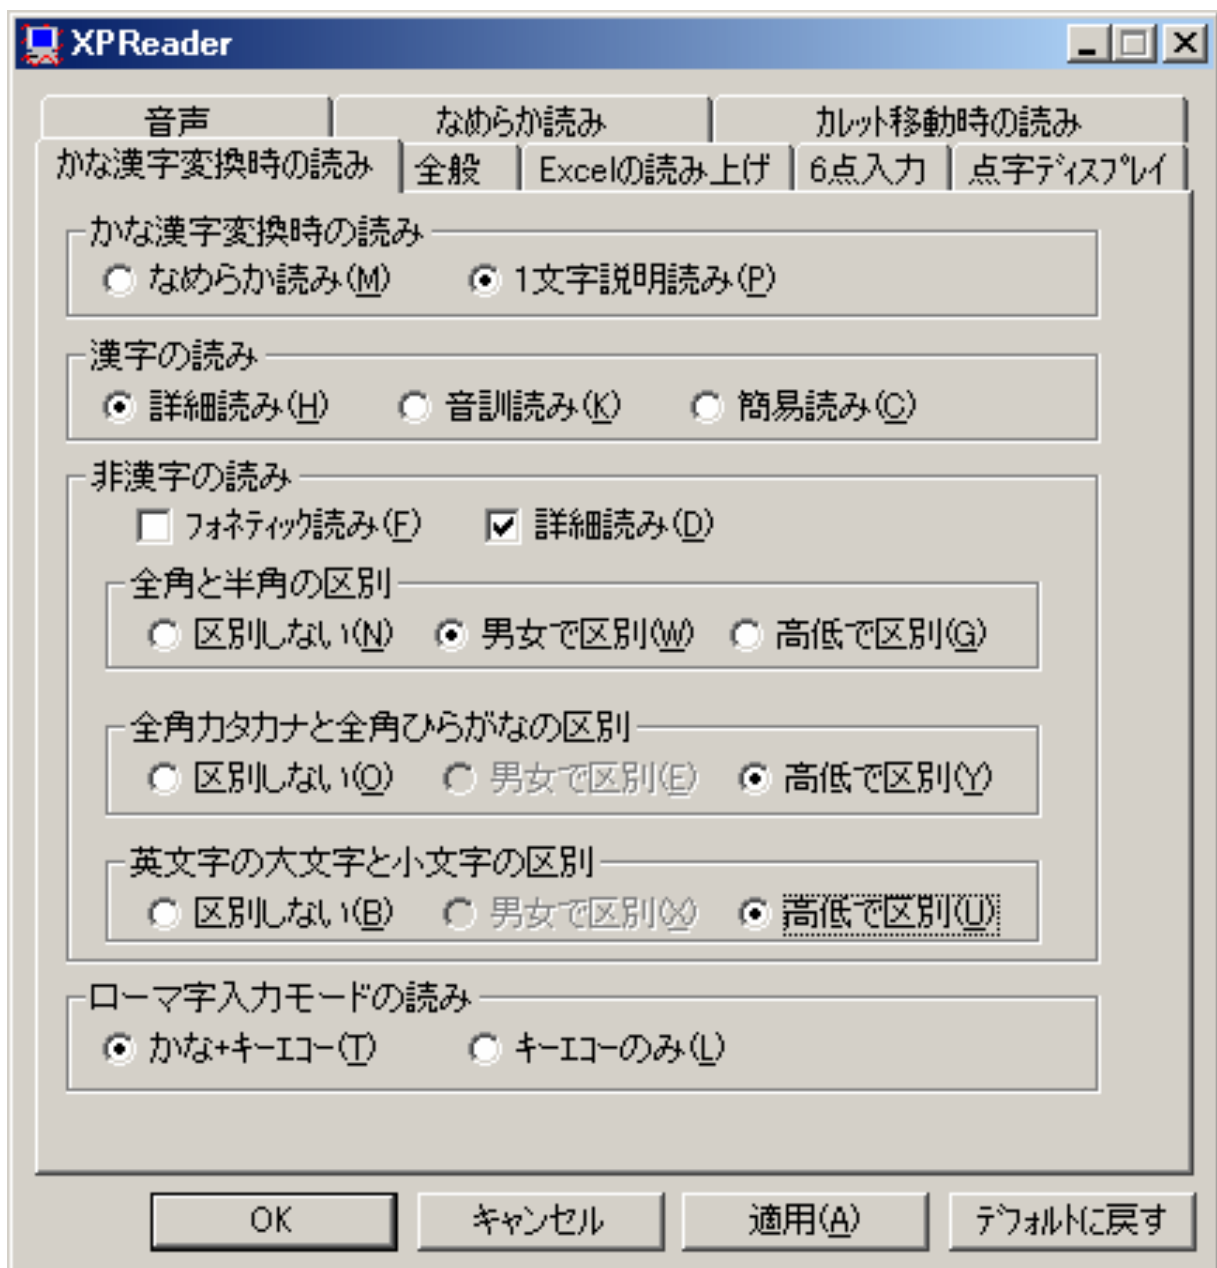 XPReader
音声 なめらか読み ｶﾚｯﾄ移動時の読み
かな漢字変換時の読み 全般 Excelの読み上げ 6点入力 点字ﾃﾞｨｽﾌﾟﾚｲ
かな漢字変換時の読み
なめらか読み(M) 1文字説明読み(P)
漢字の読み
詳細読み(H) 音訓読み(K) 簡易読み(C)
非漢字の読み
ﾌｫﾈﾃｨｯｸ読み(F) 詳細読み(D)
全角と半角の区別
区別しない(N) 男女で区別(W) 高低で区別(G)
全角カタカナと全角ひらがなの区別
区別しない(O) 男女で区別(E) 高低で区別(Y)
英文字の大文字と小文字の区別
区別しない(B) 男女で区別(X) 高低で区別(U)
ローマ字入力モードの読み
かな+ｷｰｴｺｰ(T) ｷｰｴｺｰのみ(L)
OK キャンセル 適用(A) ﾃﾞﾌｫﾙﾄに戻す